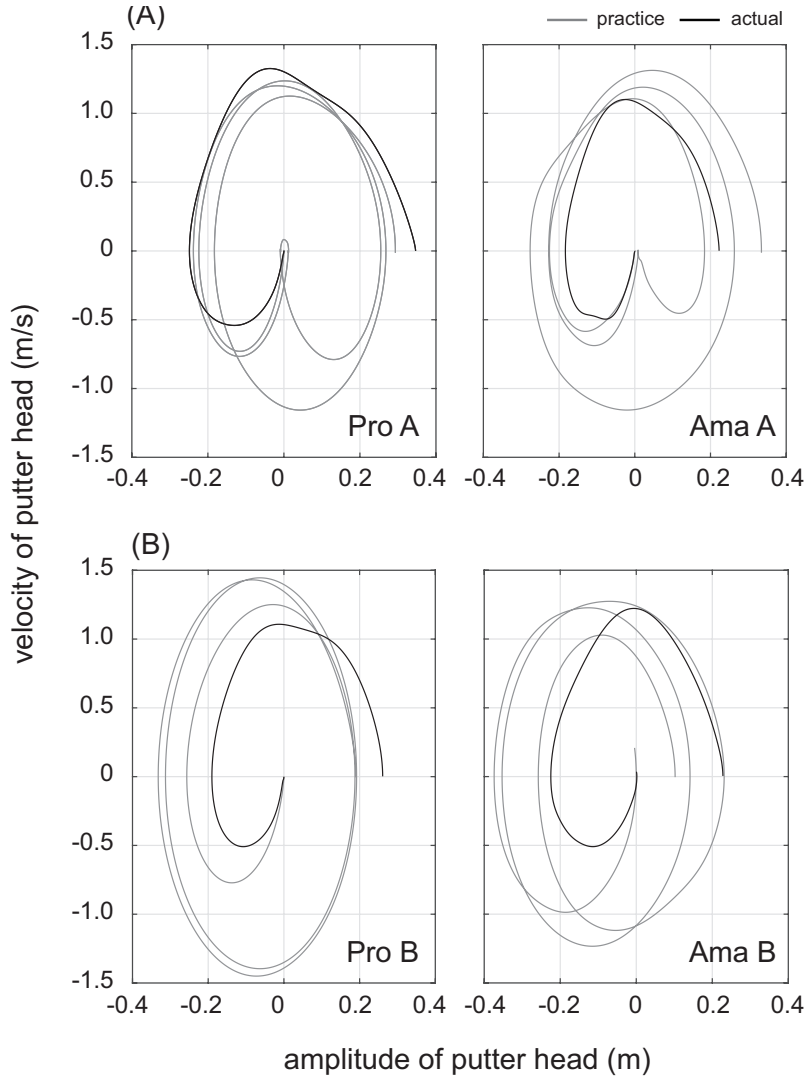 (A)
practice actual
1.5
1.0
0.5
0
-0.5
-1.0
-1.5
Pro A
Ama A
-0.4 -0.2 0 0.2 0.4
-0.4 -0.2 0 0.2 0.4
velocity of putter head (m/s)
(B)
1.5
1.0
0.5
0
-0.5
-1.0
-1.5
Pro B
Ama B
-0.4 -0.2 0 0.2 0.4
-0.4 -0.2 0 0.2 0.4
amplitude of putter head (m)